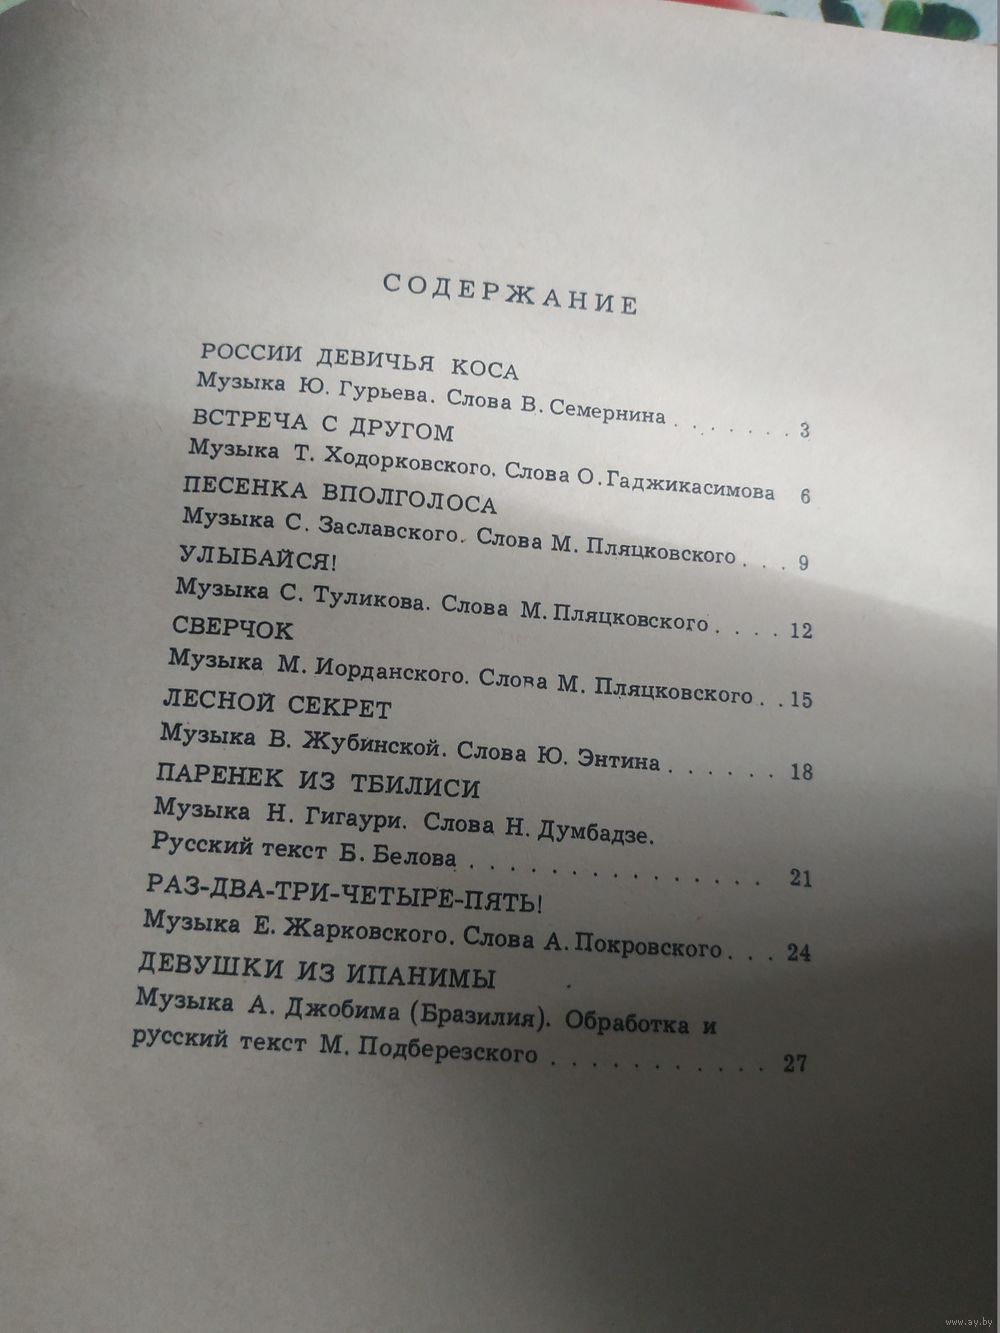 СОДЕРЖАНИЕ
РОССИИ ДЕВИЧЬЯ КОСА
Музыка Ю. Гурьева. Слова В. Семернина . . . . . . . 3
ВСТРЕЧА С ДРУГОМ
Музыка Т. Ходорковского. Слова О. Гаджикасимова 6
ПЕСЕНКА ВПОЛГОЛОСА
Музыка С. Заславского. Слова М. Пляцковского . . . 9
УЛЫБАЙСЯ!
Музыка С. Туликова. Слова М. Пляцковского . . . . 12
СВЕРЧОК
Музыка М. Иорданского. Слова М. Пляцковского . . 15
ЛЕСНОЙ СЕКРЕТ
Музыка В. Жубинской. Слова Ю. Энтина . . . . . . 18
ПАРЕНЕК ИЗ ТБИЛИСИ
Музыка Н. Гигаури. Слова Н. Думбадзе.
Русский текст Б. Белова . . . . . . . . . . . . . . . 21
РАЗ-ДВА-ТРИ-ЧЕТЫРЕ-ПЯТЬ!
Музыка Е. Жарковского. Слова А. Покровского . . . 24
ДЕВУШКИ ИЗ ИПАНИМЫ
Музыка А. Джобима (Бразилия). Обработка и
русский текст М. Подберезского . . . . . . . . . . . 27
www.ay.by